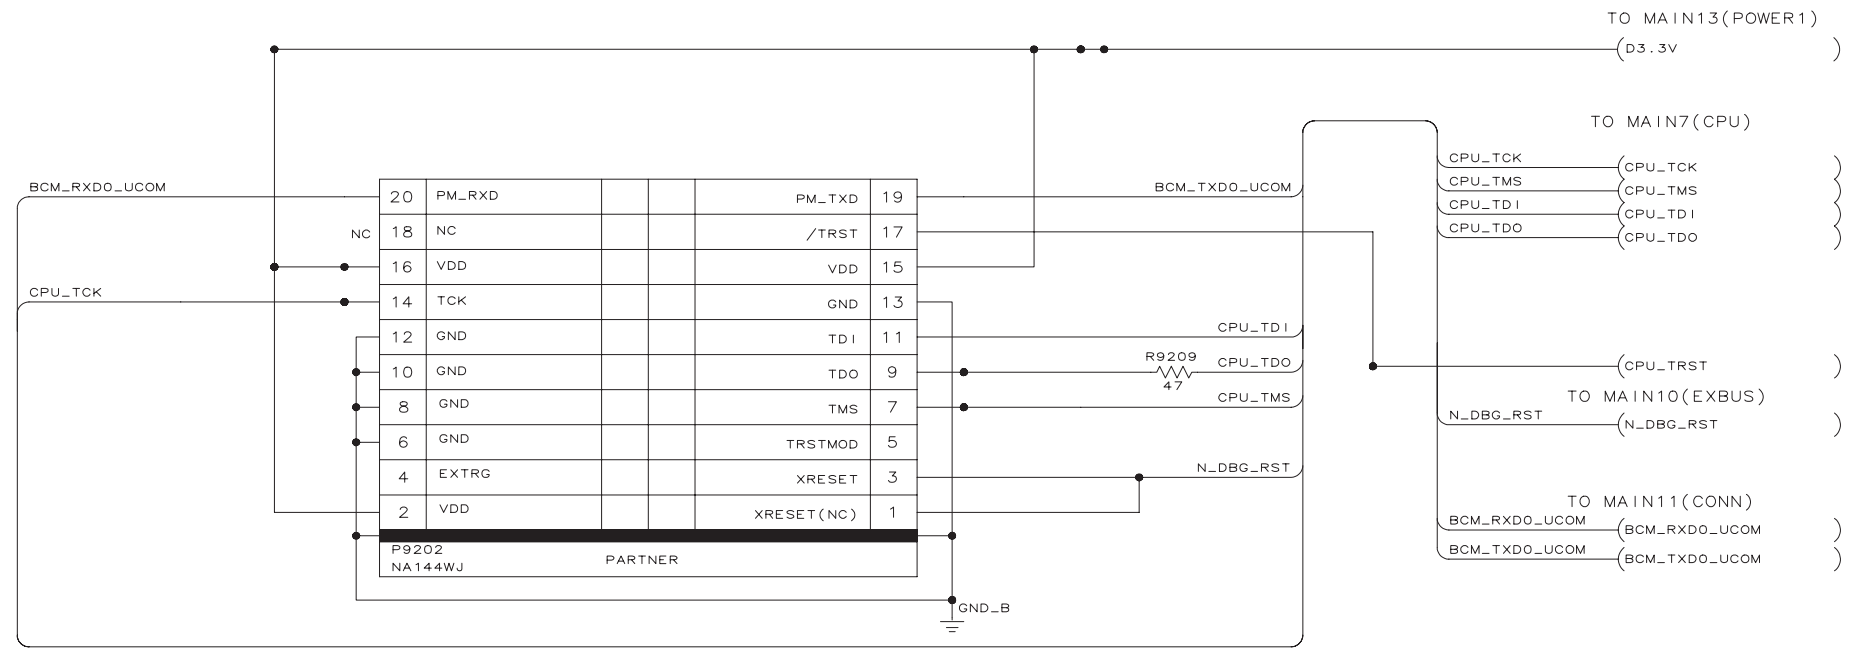 TO MAIN13(POWER1)
D3.3V
TO MAIN7(CPU)
CPU_TCK CPU_TCK
CPU_TMS CPU_TMS
CPU_TDI CPU_TDI
CPU_TDO CPU_TDO
BCM_RXD0_UCOM 20 PM_RXD PM_TXD 19 BCM_TXD0_UCOM
NC 18 NC /TRST 17
16 VDD VDD 15
CPU_TCK 14 TCK GND 13
12 GND TDI 11 CPU_TDI
10 GND TDO 9 R9209 47 CPU_TDO
CPU_TRST
8 GND TMS 7 CPU_TMS
TO MAIN10(EXBUS)
N_DBG_RST N_DBG_RST
6 GND TRSTMOD 5
4 EXTRG XRESET 3 N_DBG_RST
2 VDD XRESET(NC) 1
TO MAIN11(CONN)
BCM_RXD0_UCOM BCM_RXD0_UCOM
BCM_TXD0_UCOM BCM_TXD0_UCOM
P9202
NA144WJ
PARTNER
GND_B